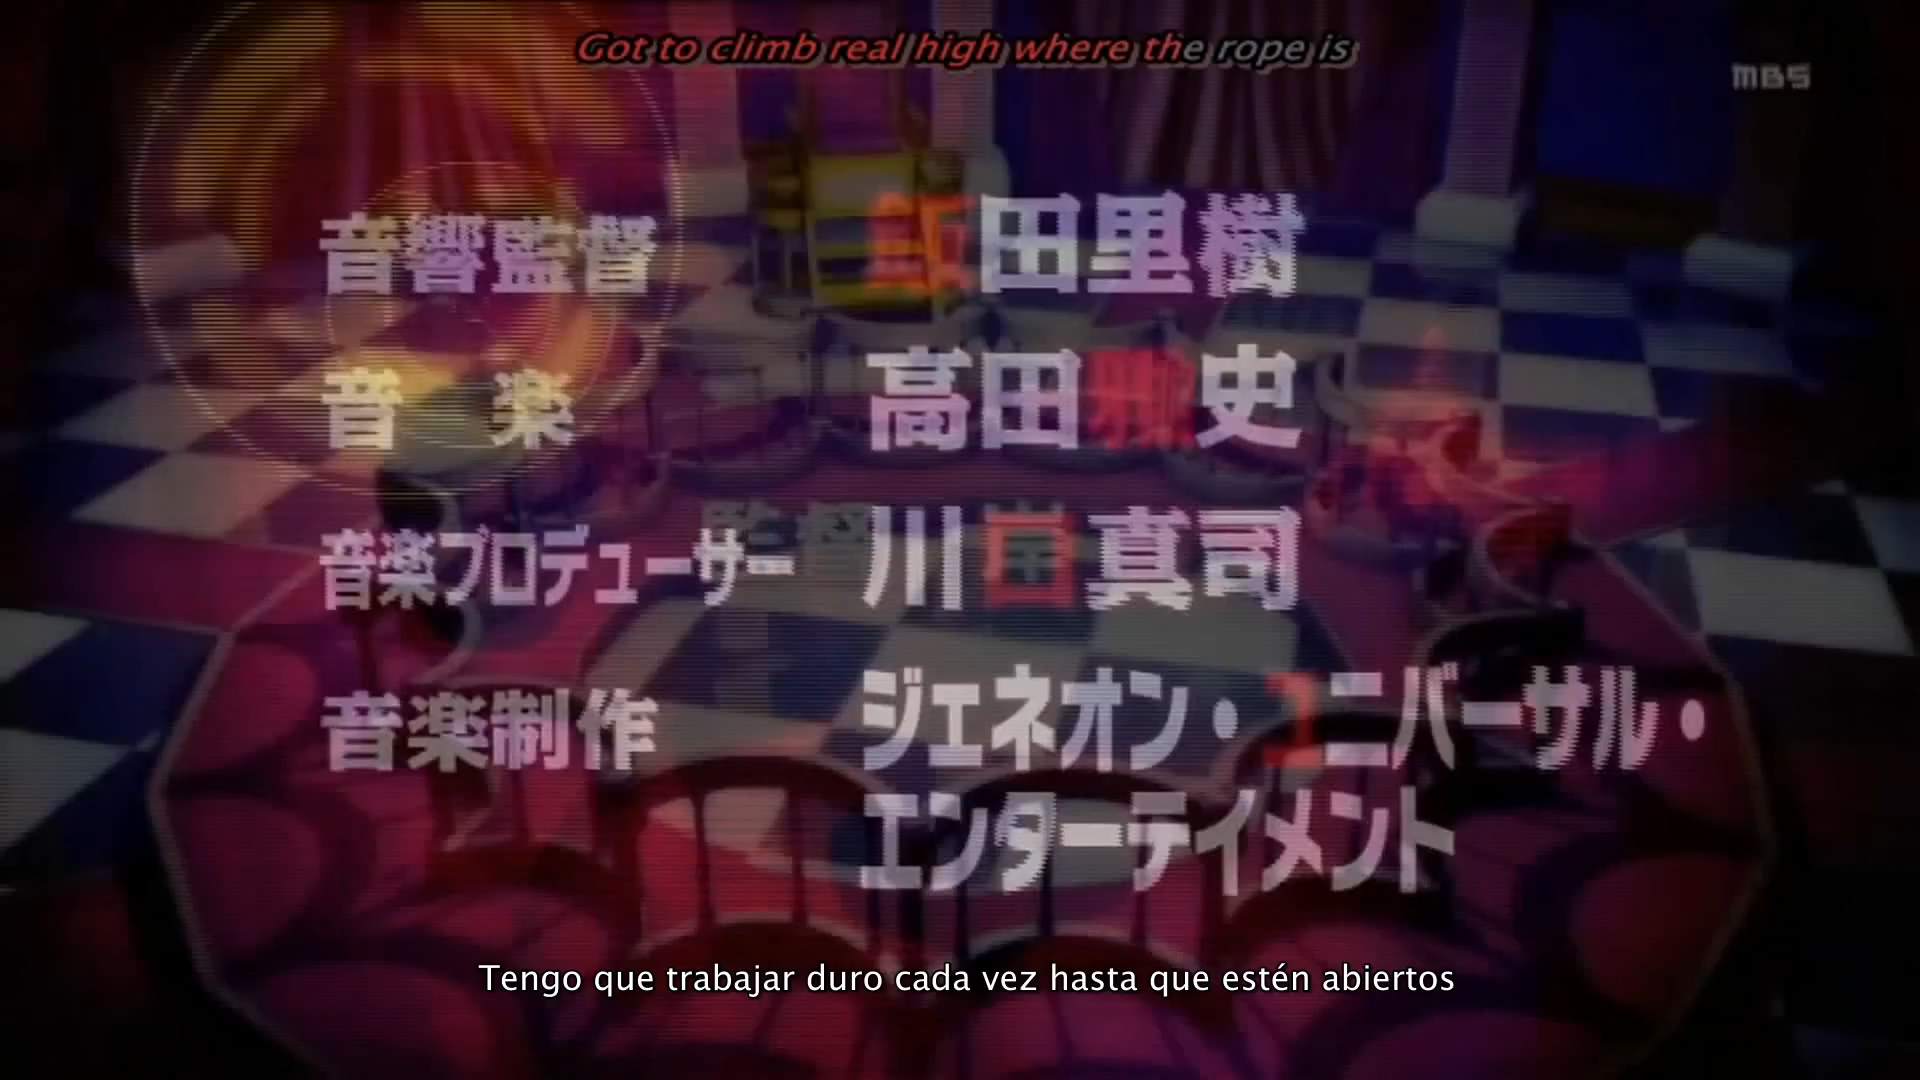 Got to climb real high where the rope is
MBS
音響監督 飯田里樹
音 楽 高田雅史
音楽プロデューサー 川口真司
音楽制作 ジェネオン・ユニバーサル・
エンターテイメント
Tengo que trabajar duro cada vez hasta que estén abiertos